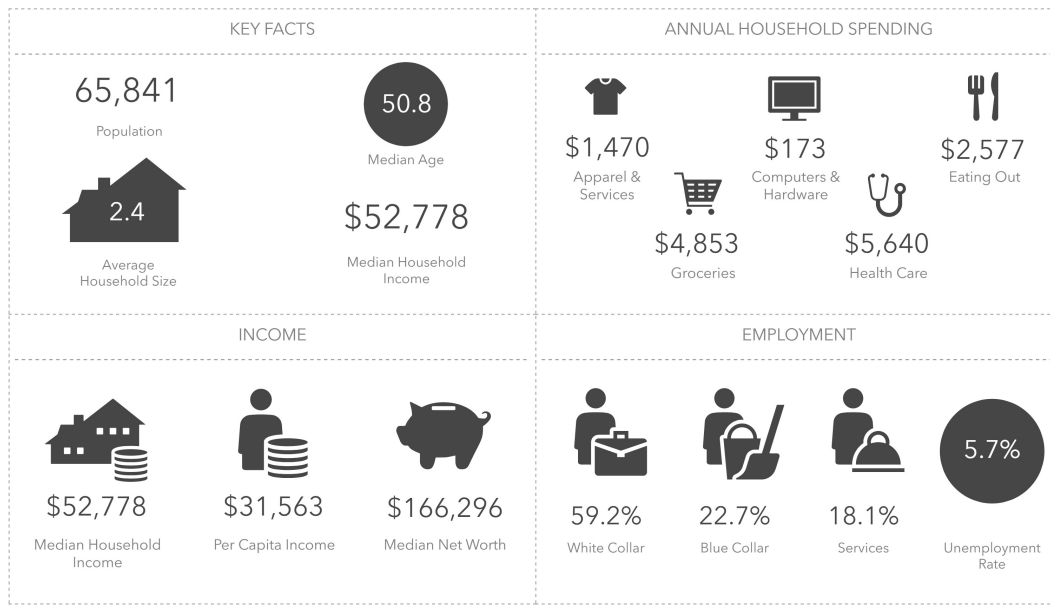 KEY FACTS
65,841
Population
50.8
Median Age
2.4
Average
Household Size
$52,778
Median Household
Income
ANNUAL HOUSEHOLD SPENDING
$1,470
Apparel &
Services
$173
Computers &
Hardware
$2,577
Eating Out
$4,853
Groceries
$5,640
Health Care
INCOME
$52,778
Median Household
Income
$31,563
Per Capita Income
$166,296
Median Net Worth
EMPLOYMENT
59.2%
White Collar
22.7%
Blue Collar
18.1%
Services
5.7%
Unemployment
Rate